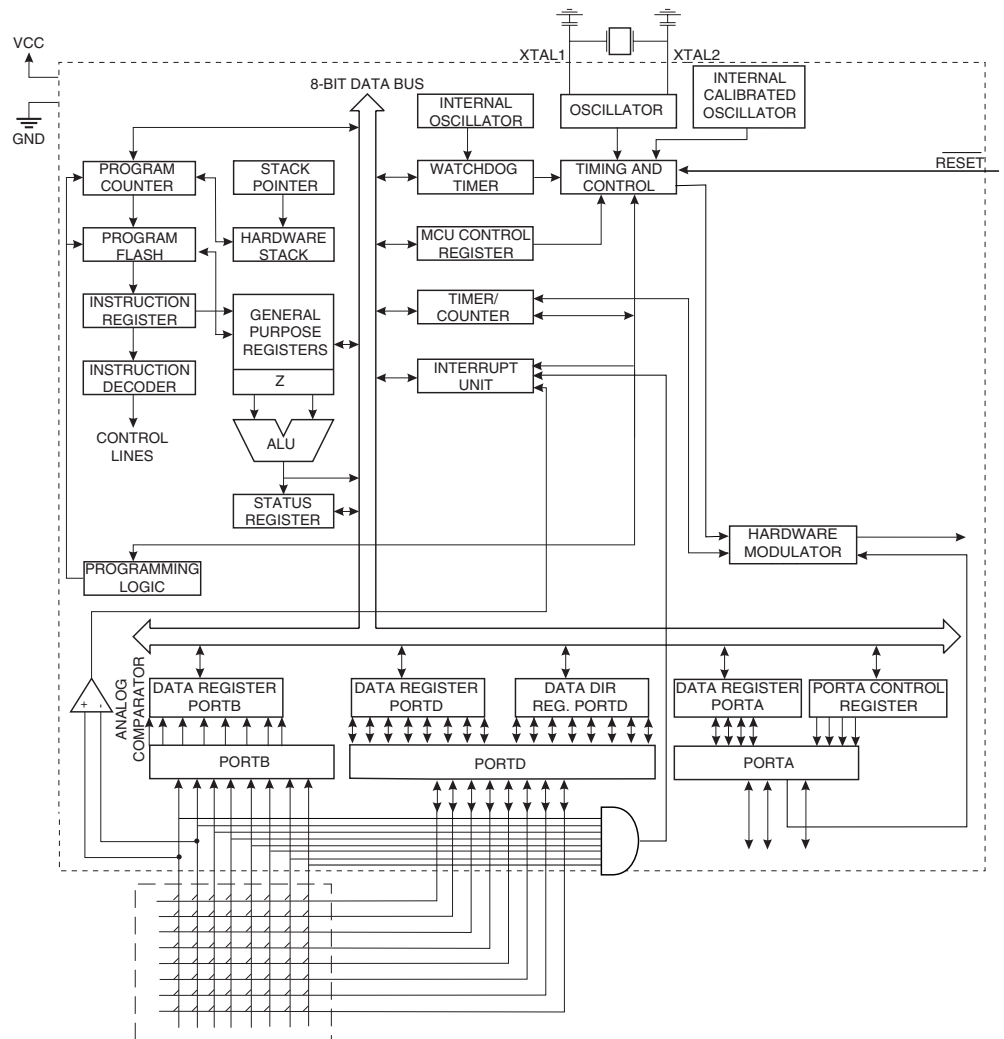 XTAL1
XTAL2
VCC
GND
8-BIT DATA BUS
INTERNAL
OSCILLATOR
OSCILLATOR
INTERNAL
CALIBRATED
OSCILLATOR
PROGRAM
COUNTER
STACK
POINTER
WATCHDOG
TIMER
TIMING AND
CONTROL
RESET
PROGRAM
FLASH
HARDWARE
STACK
MCU CONTROL
REGISTER
INSTRUCTION
REGISTER
GENERAL
PURPOSE
REGISTERS
TIMER/
COUNTER
INSTRUCTION
DECODER
Z
INTERRUPT
UNIT
CONTROL
LINES
ALU
STATUS
REGISTER
HARDWARE
MODULATOR
PROGRAMMING
LOGIC
ANALOG
COMPARATOR
+ -
DATA REGISTER
PORTB
DATA REGISTER
PORTD
DATA DIR
REG. PORTD
DATA REGISTER
PORTA
PORTA CONTROL
REGISTER
PORTB
PORTD
PORTA